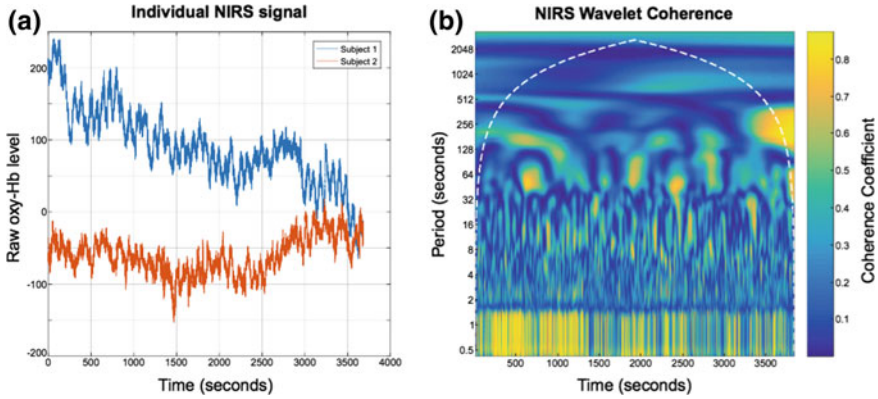 (a)
Individual NIRS signal
Subject 1
Subject 2
Raw oxy-Hb level
200
100
0
-100
-200
0 500 1000 1500 2000 2500 3000 3500 4000
Time (seconds)
(b)
NIRS Wavelet Coherence
Period (seconds)
2048
1024
512
256
128
64
32
16
8
4
2
1
0.5
500 1000 1500 2000 2500 3000 3500
Time (seconds)
0.8
0.7
0.6
0.5
0.4
0.3
0.2
0.1
Coherence Coefficient